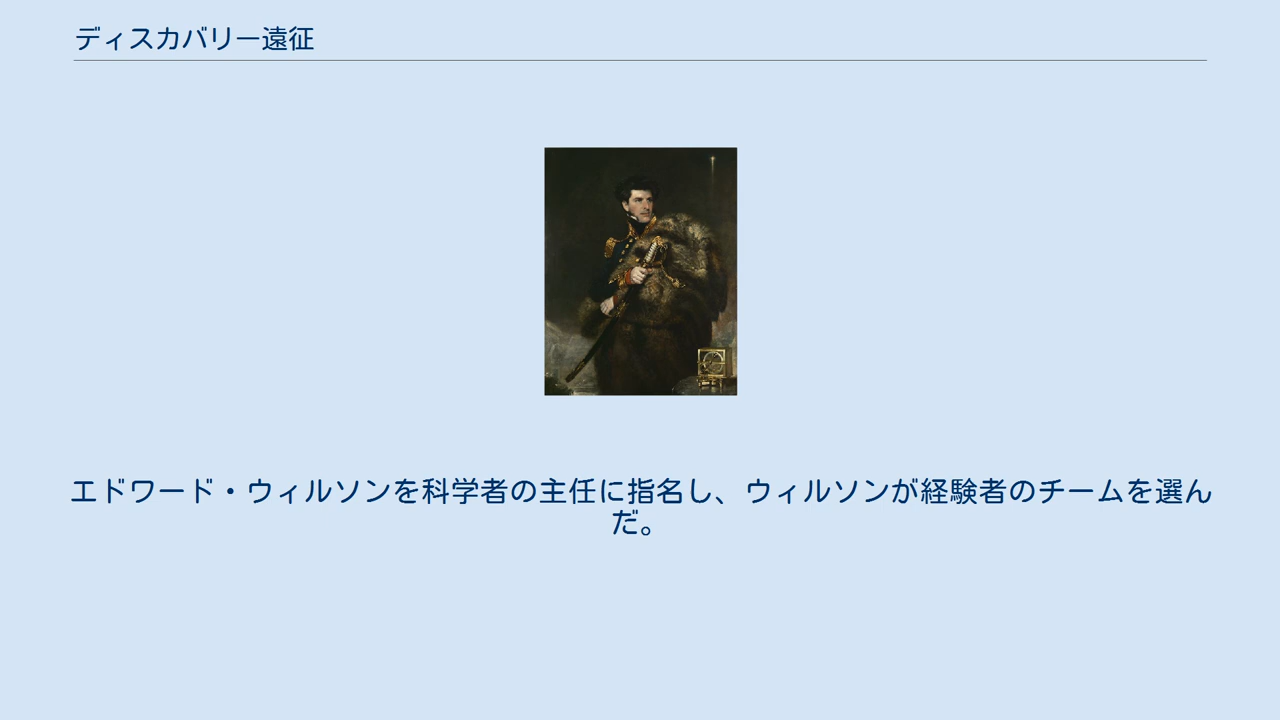 ディスカバリー遠征
エドワード・ウィルソンを科学者の主任に指名し、ウィルソンが経験者のチームを選ん
だ。